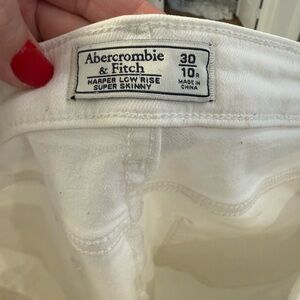 Abercrombie
& Fitch
HARPER LOW RISE
SUPER SKINNY
30
10R
MADE IN
CHINA